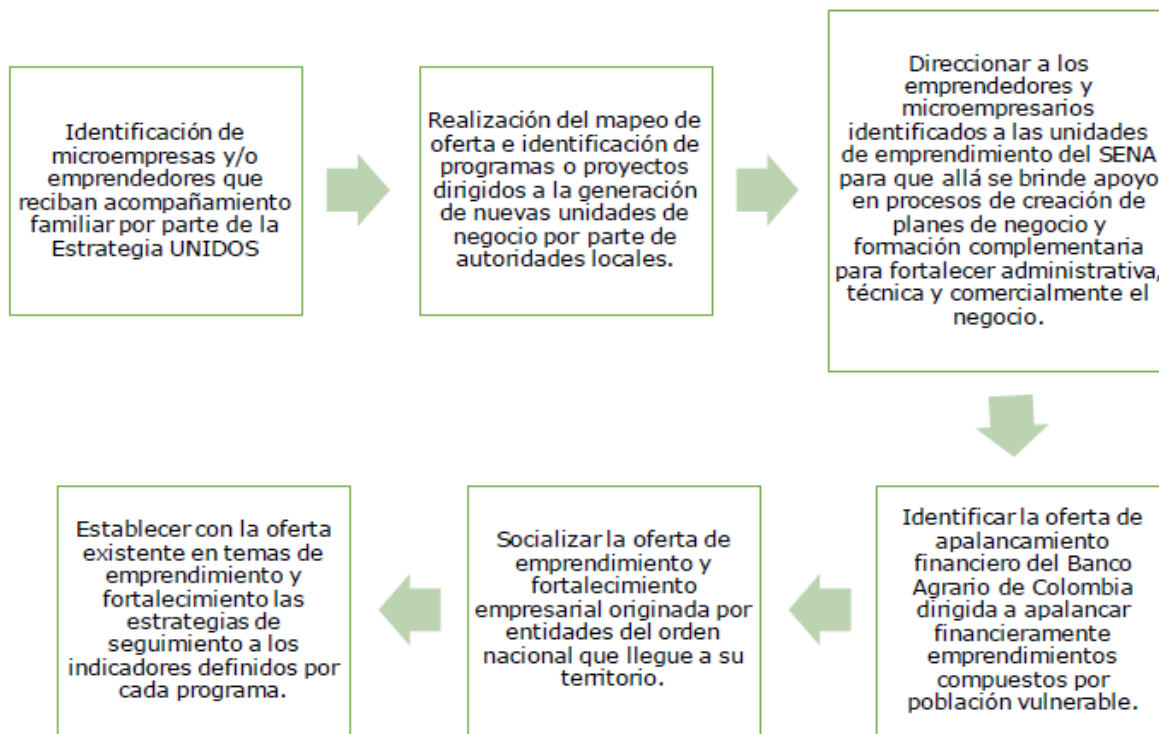 Identificación de
microempresas y/o
emprendedores que
reciban acompañamiento
familiar por parte de la
Estrategia UNIDOS
Realización del mapeo de
oferta e identificación de
programas o proyectos
dirigidos a la generación
de nuevas unidades de
negocio por parte de
autoridades locales.
Direccionar a los
emprendedores y
microempresarios
identificados a las unidades
de emprendimiento del SENA
para que allá se brinde apoyo
en procesos de creación de
planes de negocio y
formación complementaria
para fortalecer administrativa,
técnica y comercialmente el
negocio.
Identificar la oferta de
apalancamiento
financiero del Banco
Agrario de Colombia
dirigida a apalancar
financieramente
emprendimientos
compuestos por
población vulnerable.
Socializar la oferta de
emprendimiento y
fortalecimiento
empresarial originada por
entidades del orden
nacional que llegue a su
territorio.
Establecer con la oferta
existente en temas de
emprendimiento y
fortalecimiento las
estrategias de
seguimiento a los
indicadores definidos por
cada programa.